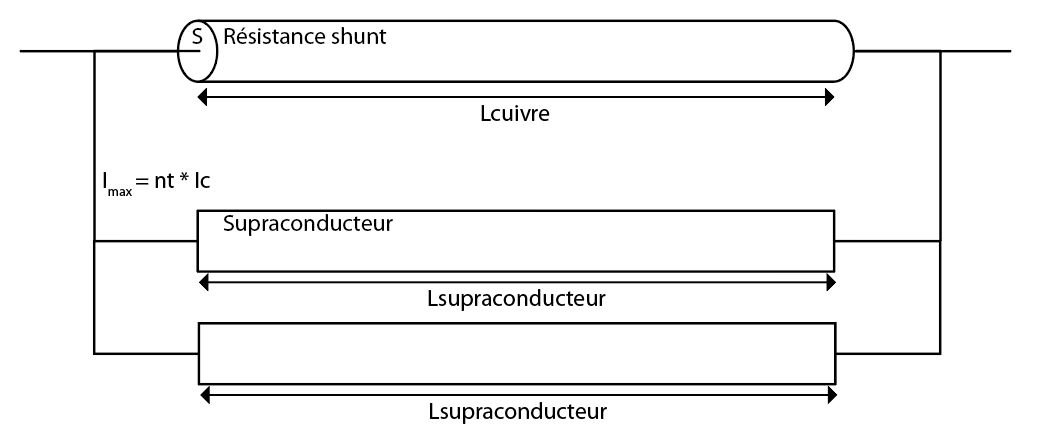 S Résistance shunt
Lcuivre
Imax = nt * Ic
Supraconducteur
Lsupraconducteur
Lsupraconducteur